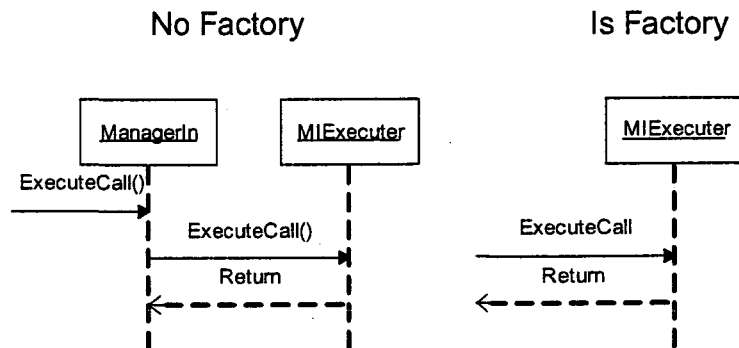 No Factory
Is Factory
ManagerIn
MIExecuter
MIExecuter
ExecuteCall()
ExecuteCall()
Return
ExecuteCall
Return